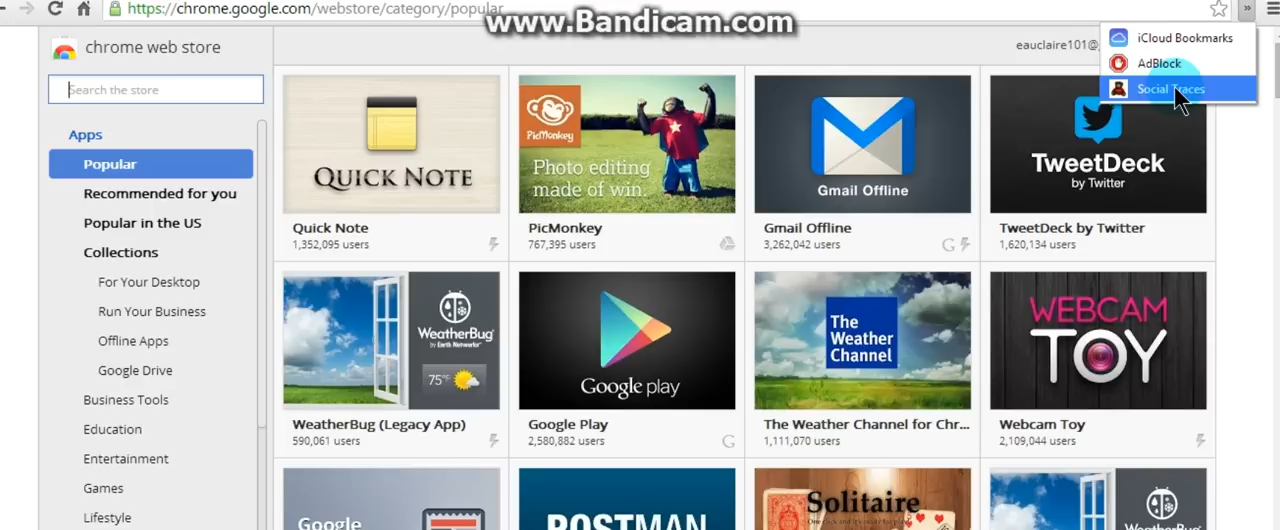 https://chrome.google.com/webstore/category/popular
www.Bandicam.com
»
chrome web store
eauclaire101@
iCloud Bookmarks
AdBlock
Social Traces
Search the store
Apps
Popular
Recommended for you
Popular in the US
Collections
For Your Desktop
Run Your Business
Offline Apps
Google Drive
Business Tools
Education
Entertainment
Games
Lifestyle
QUICK NOTE
Quick Note
1,352,095 users
PicMonkey
Photo editing
made of win.
PicMonkey
767,395 users
Gmail Offline
Gmail Offline
3,262,042 users
G
TweetDeck
by Twitter
TweetDeck by Twitter
1,620,134 users
WeatherBug
by Earth Networks
75°F
WeatherBug (Legacy App)
590,061 users
Google play
Google Play
2,580,882 users
G
The
Weather
Channel
The Weather Channel for Chr...
1,111,070 users
WEBCAM
TOY
Webcam Toy
2,109,044 users
Google
POSTMAN
Solitaire
WeatherBug